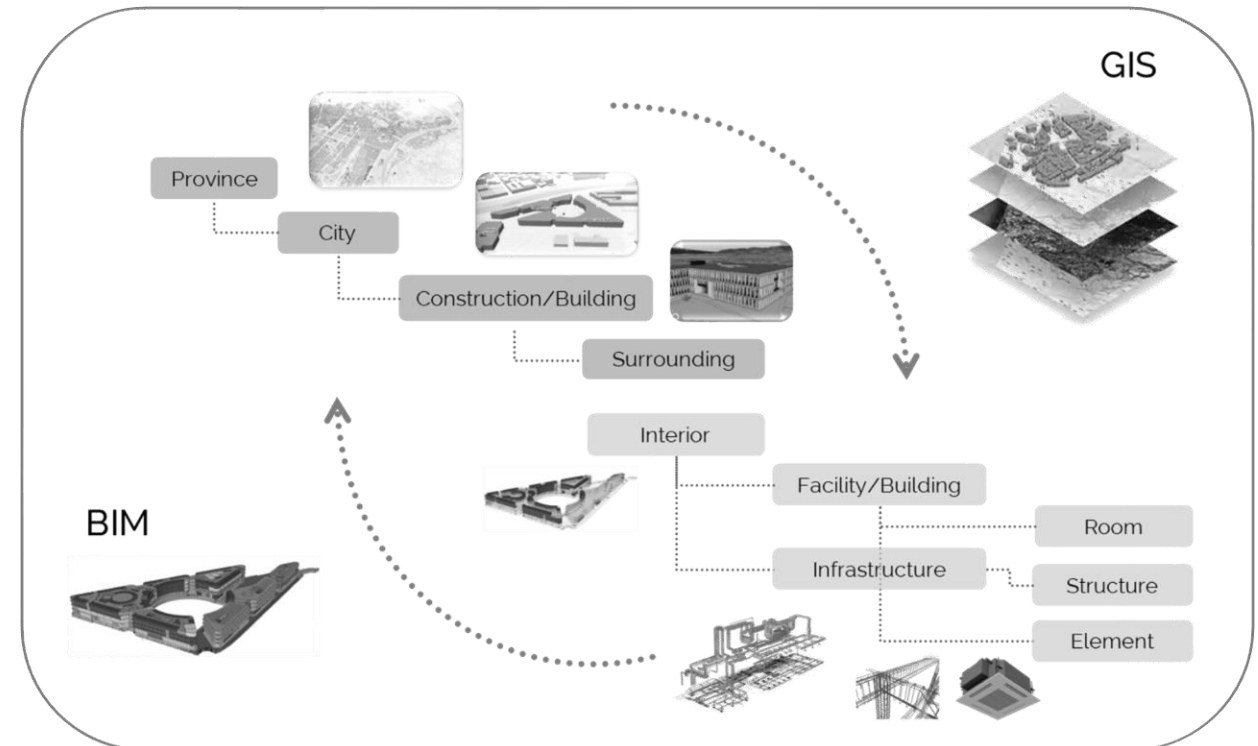 GIS
Province
City
Construction/Building
Surrounding
Interior
Facility/Building
BIM
Room
Infrastructure
Structure
Element